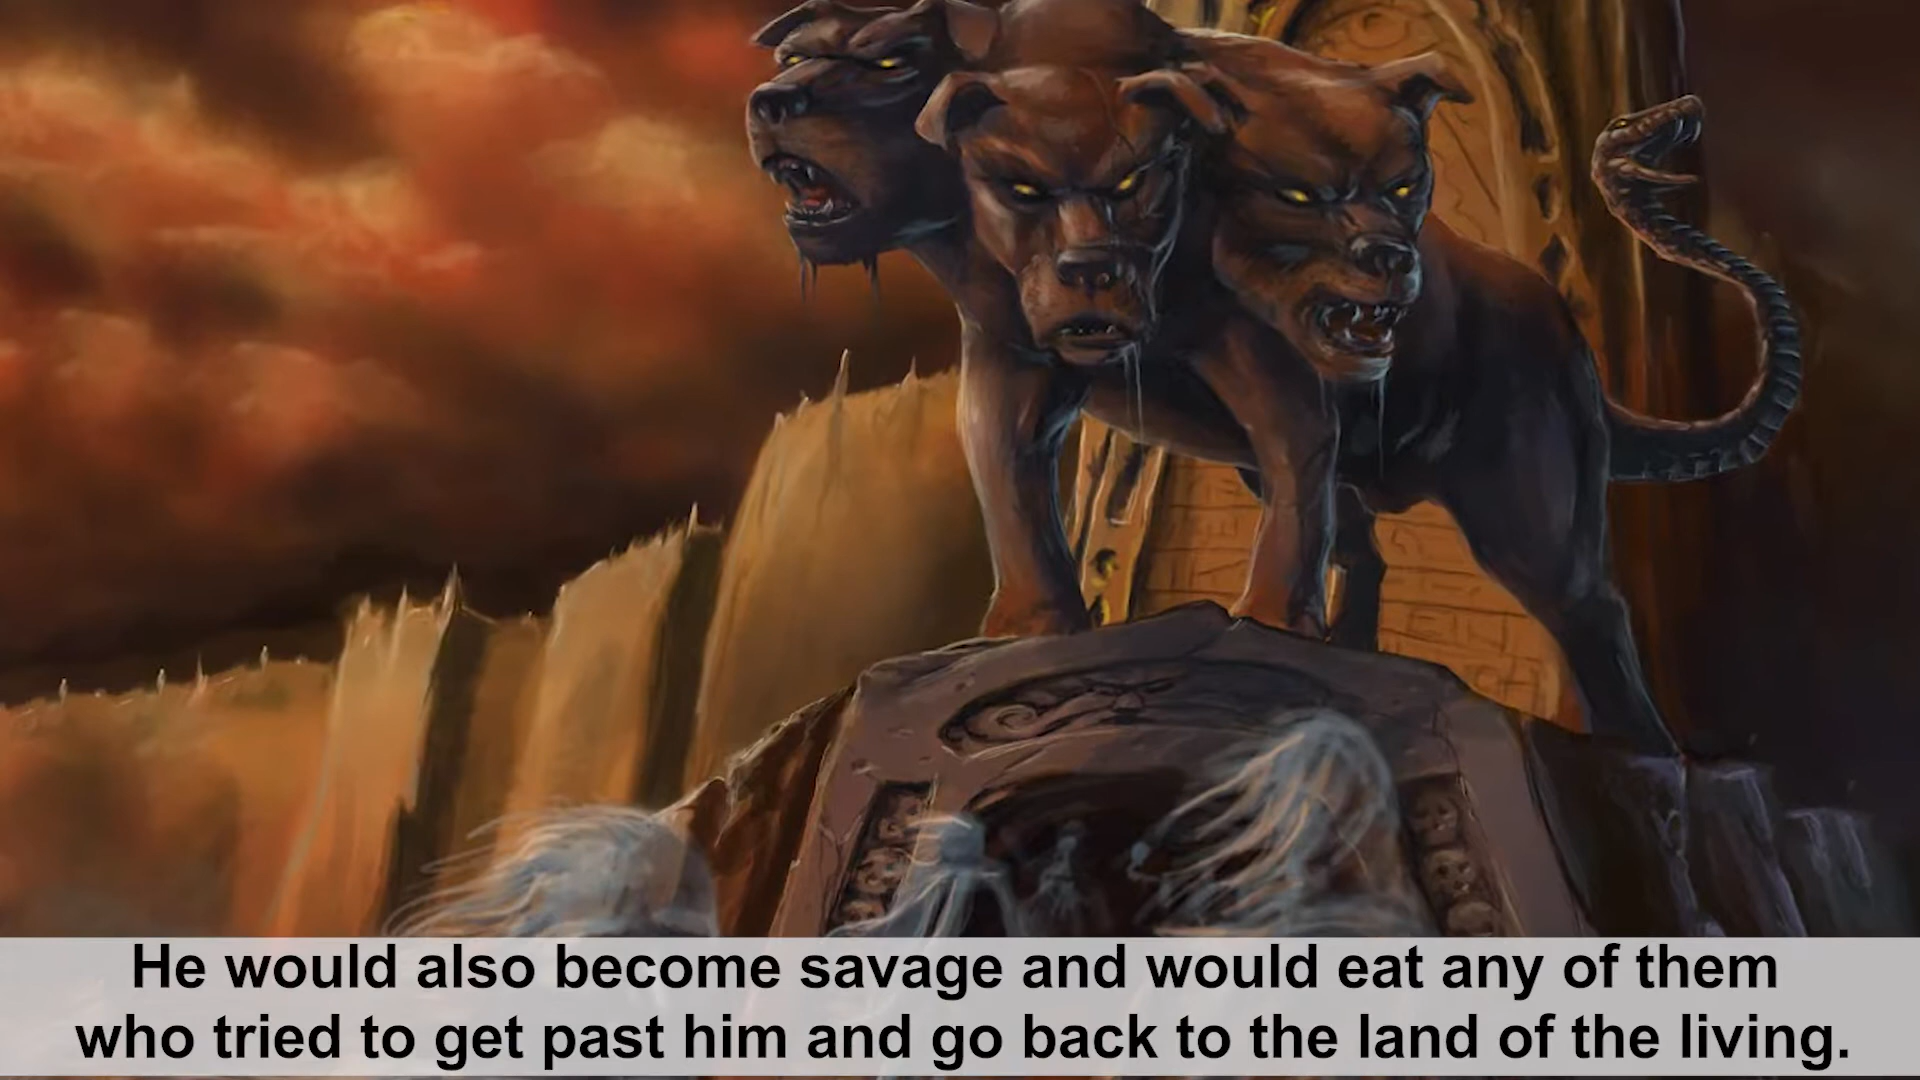 He would also become savage and would eat any of them
who tried to get past him and go back to the land of the living.